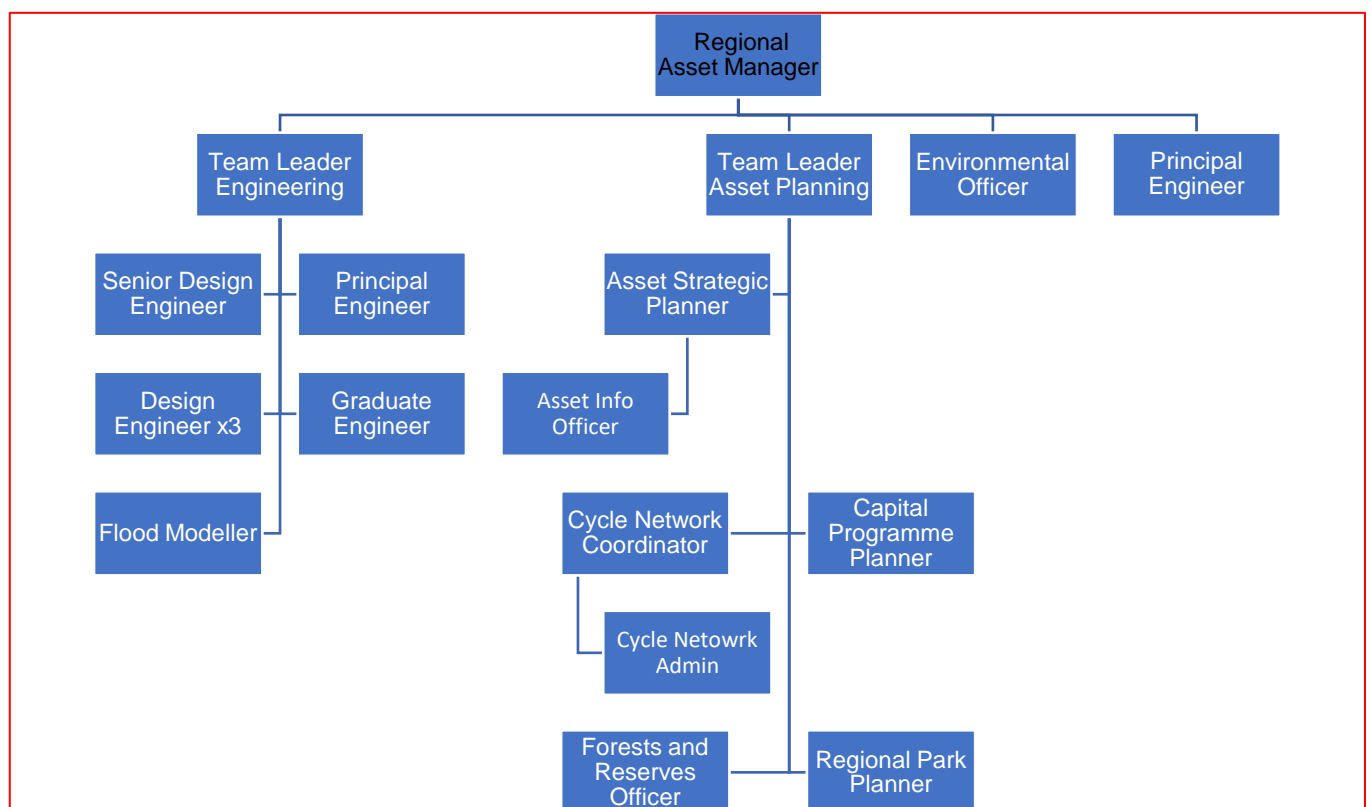 Regional
Asset Manager
Team Leader
Engineering
Team Leader
Asset Planning
Environmental
Officer
Principal
Engineer
Senior Design
Engineer
Principal
Engineer
Asset Strategic
Planner
Design
Engineer x3
Graduate
Engineer
Asset Info
Officer
Flood Modeller
Cycle Network
Coordinator
Capital
Programme
Planner
Cycle Netowrk
Admin
Forests and
Reserves
Officer
Regional Park
Planner